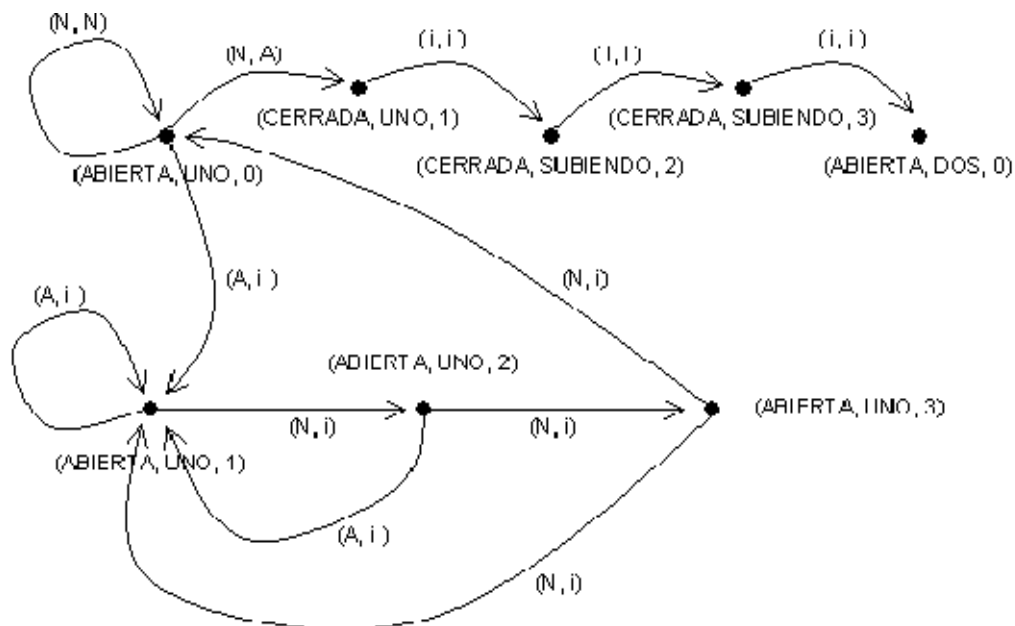 (N, N)
(N, A)
(i, i)
(I, I)
(i, i)
(CERRADA, UNO, 1)
(CERRADA, SUBIENDO, 3)
(ABIERTA, UNO, 0)
(CERRADA, SUBIENDO, 2)
(ABIERTA, DOS, 0)
(A, i)
(N, i)
(A, i)
(ABIERTA, UNO, 2)
(N, i)
(N, i)
(ABIERTA, UNO, 3)
(ABIERTA, UNO, 1)
(A, i)
(N, i)